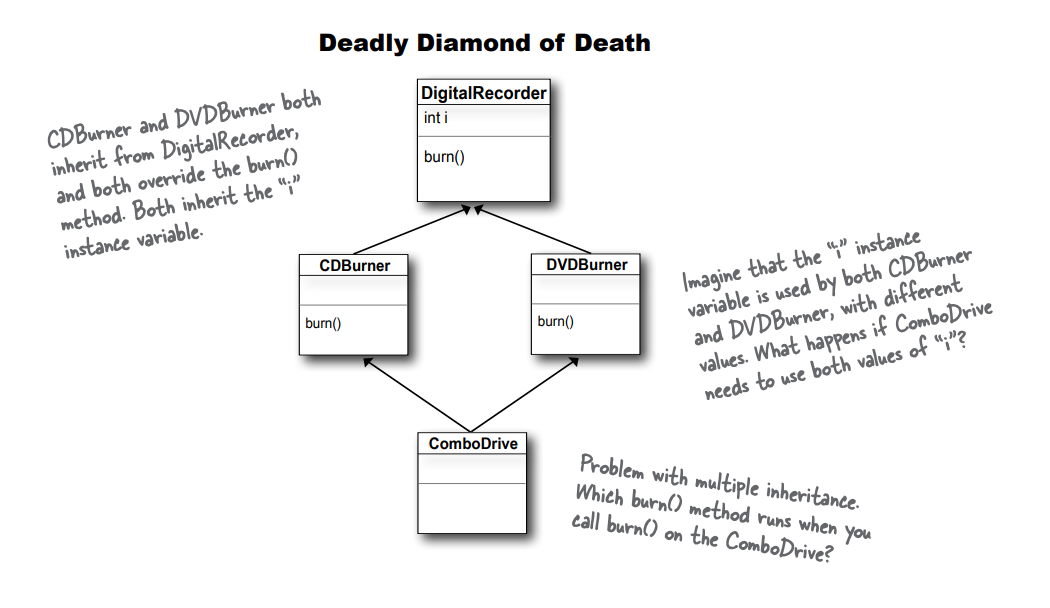 Deadly Diamond of Death
DigitalRecorder
int i
burn()
CDBurner and DVDBurner both
inherit from DigitalRecorder,
and both override the burn()
method. Both inherit the “i”
instance variable.
CDBurner
burn()
DVDBurner
burn()
Imagine that the “i” instance
variable is used by both CDBurner
and DVDBurner, with different
values. What happens if ComboDrive
needs to use both values of “i”?
ComboDrive
Problem with multiple inheritance.
Which burn() method runs when you
call burn() on the ComboDrive?